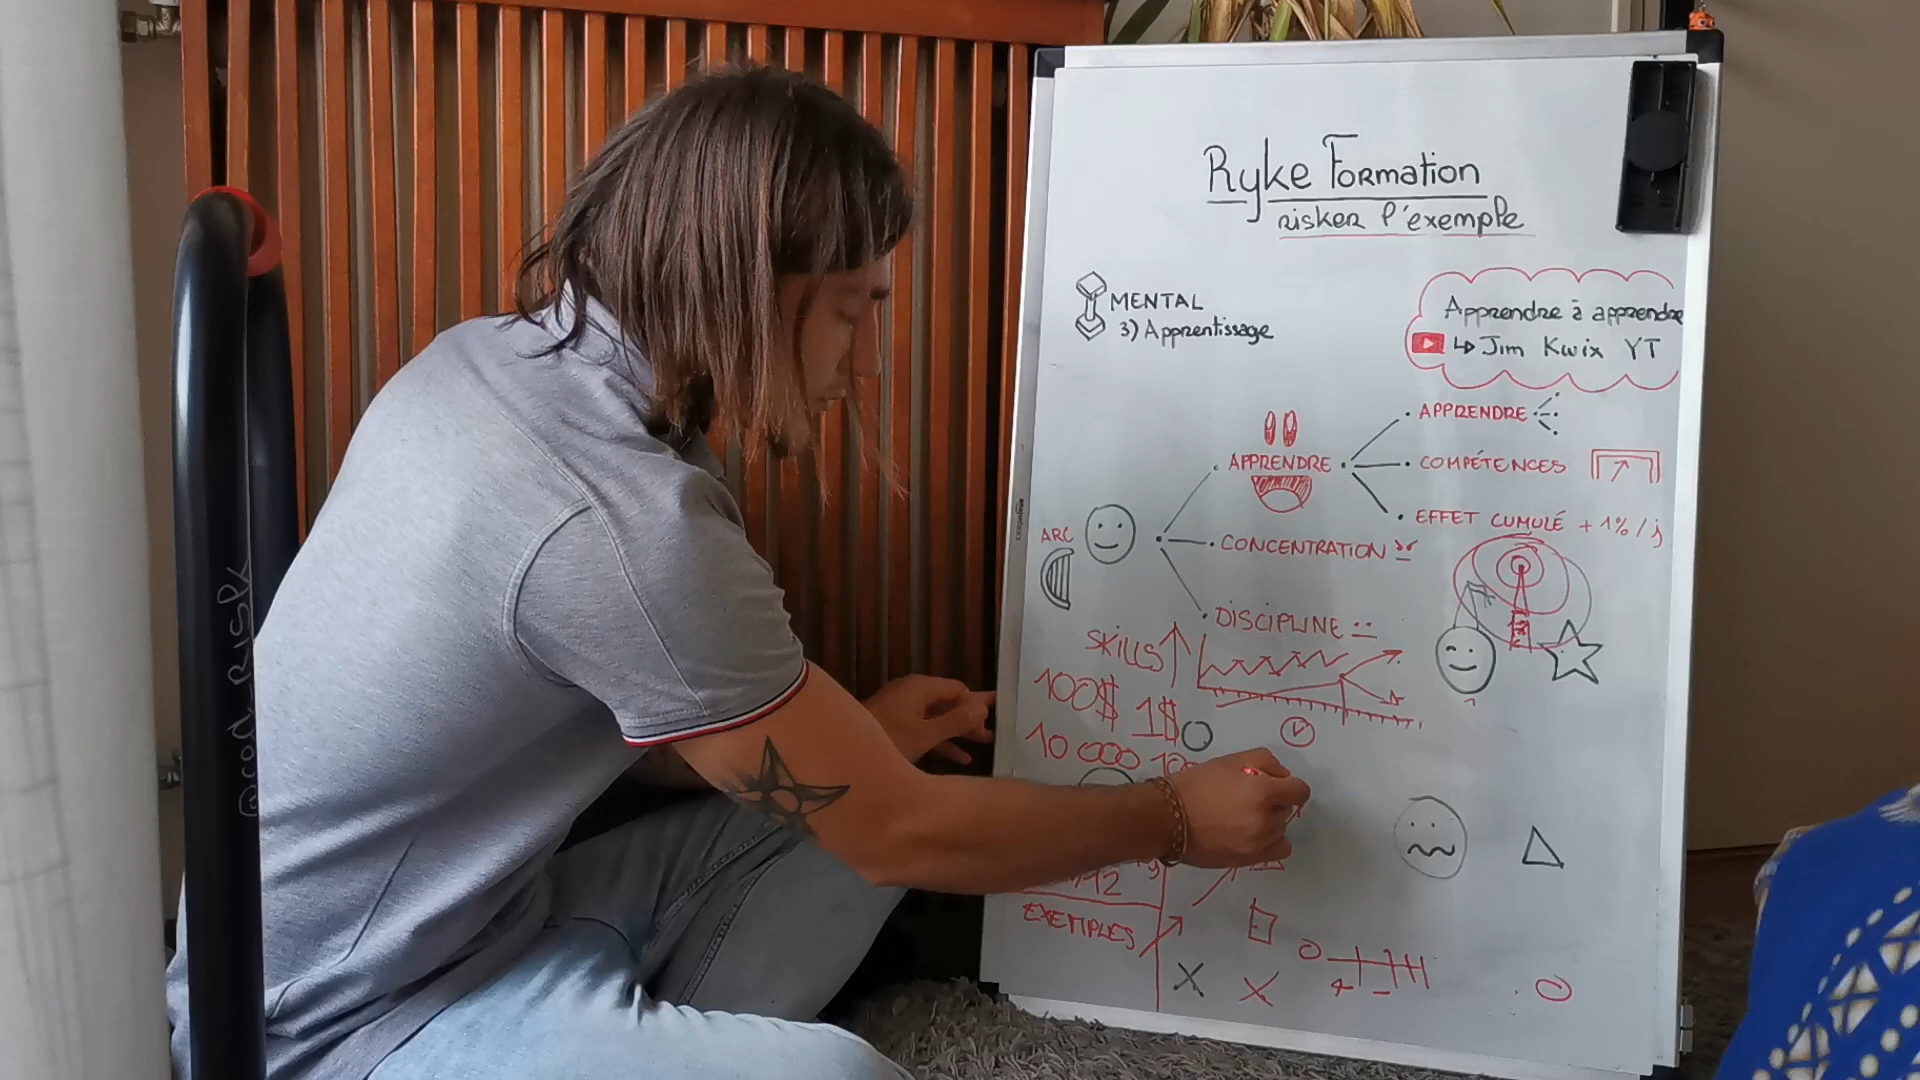 Ryke Formation
risker l'exemple
MENTAL
3) Apprentissage
Apprendre à apprendre
↳ Jim Kwix YT
APPRENDRE
APPRENDRE
COMPÉTENCES
EFFET CUMULÉ + 1% / j
ARC
CONCENTRATION
DISCIPLINE
SKILLS
100$ 1$
10 000
EXEMPLES